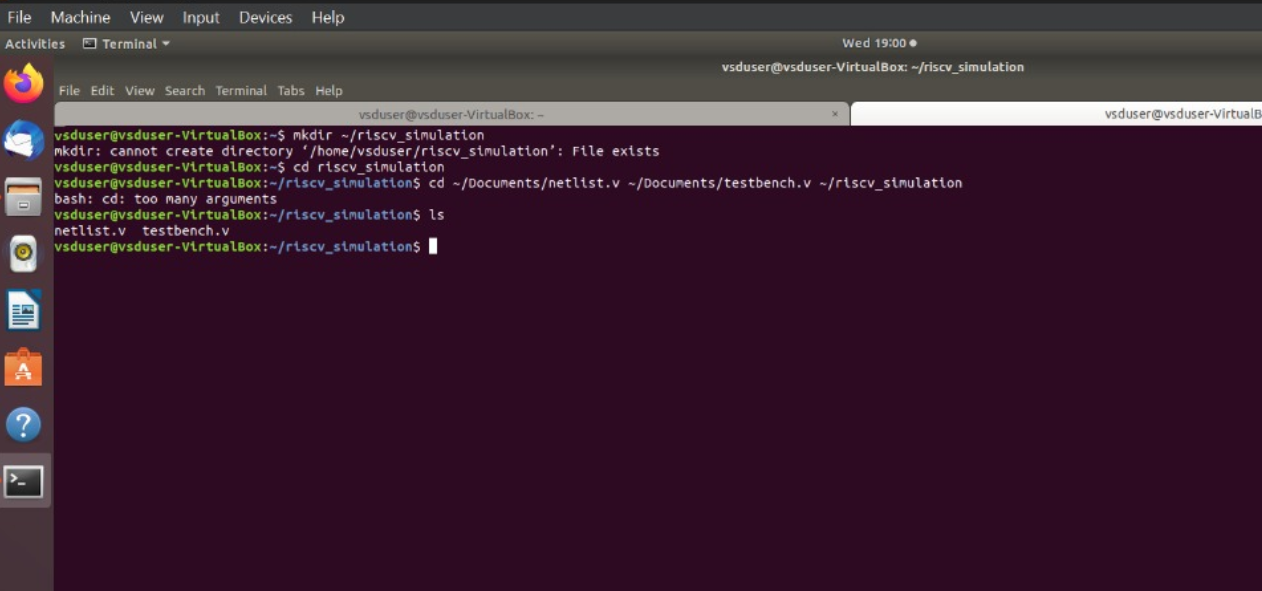 File Machine View Input Devices Help
Activities Terminal Wed 19:00
vsduser@vsduser-VirtualBox: ~/riscv_simulation
File Edit View Search Terminal Tabs Help
vsduser@vsduser-VirtualBox: ~ × vsduser@vsduser-VirtualB
vsduser@vsduser-VirtualBox:~$ mkdir ~/riscv_simulation
mkdir: cannot create directory ‘/home/vsduser/riscv_simulation’: File exists
vsduser@vsduser-VirtualBox:~$ cd riscv_simulation
vsduser@vsduser-VirtualBox:~/riscv_simulation$ cd ~/Documents/netlist.v ~/Documents/testbench.v ~/riscv_simulation
bash: cd: too many arguments
vsduser@vsduser-VirtualBox:~/riscv_simulation$ ls
netlist.v  testbench.v
vsduser@vsduser-VirtualBox:~/riscv_simulation$